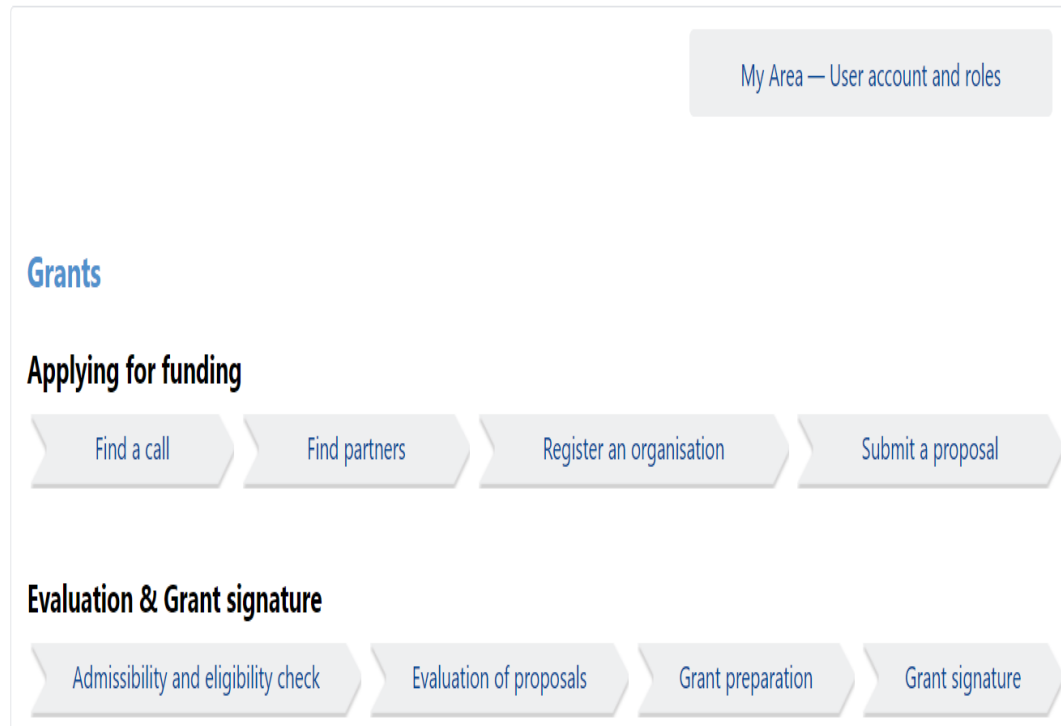 My Area — User account and roles
Grants
Applying for funding
Find a call
Find partners
Register an organisation
Submit a proposal
Evaluation & Grant signature
Admissibility and eligibility check
Evaluation of proposals
Grant preparation
Grant signature